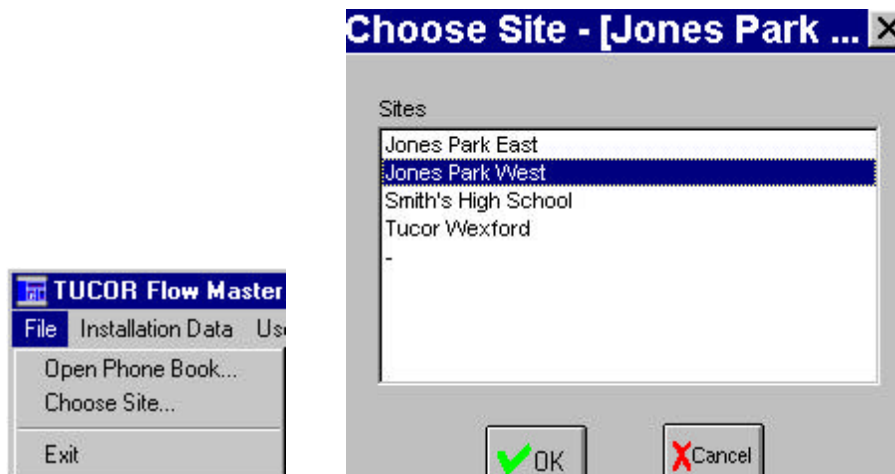 Choose Site - [Jones Park ...
Sites
Jones Park East
Jones Park West
Smith's High School
Tucor Wexford
-
OK
Cancel
TUCOR Flow Master
File Installation Data
Open Phone Book...
Choose Site...
Exit